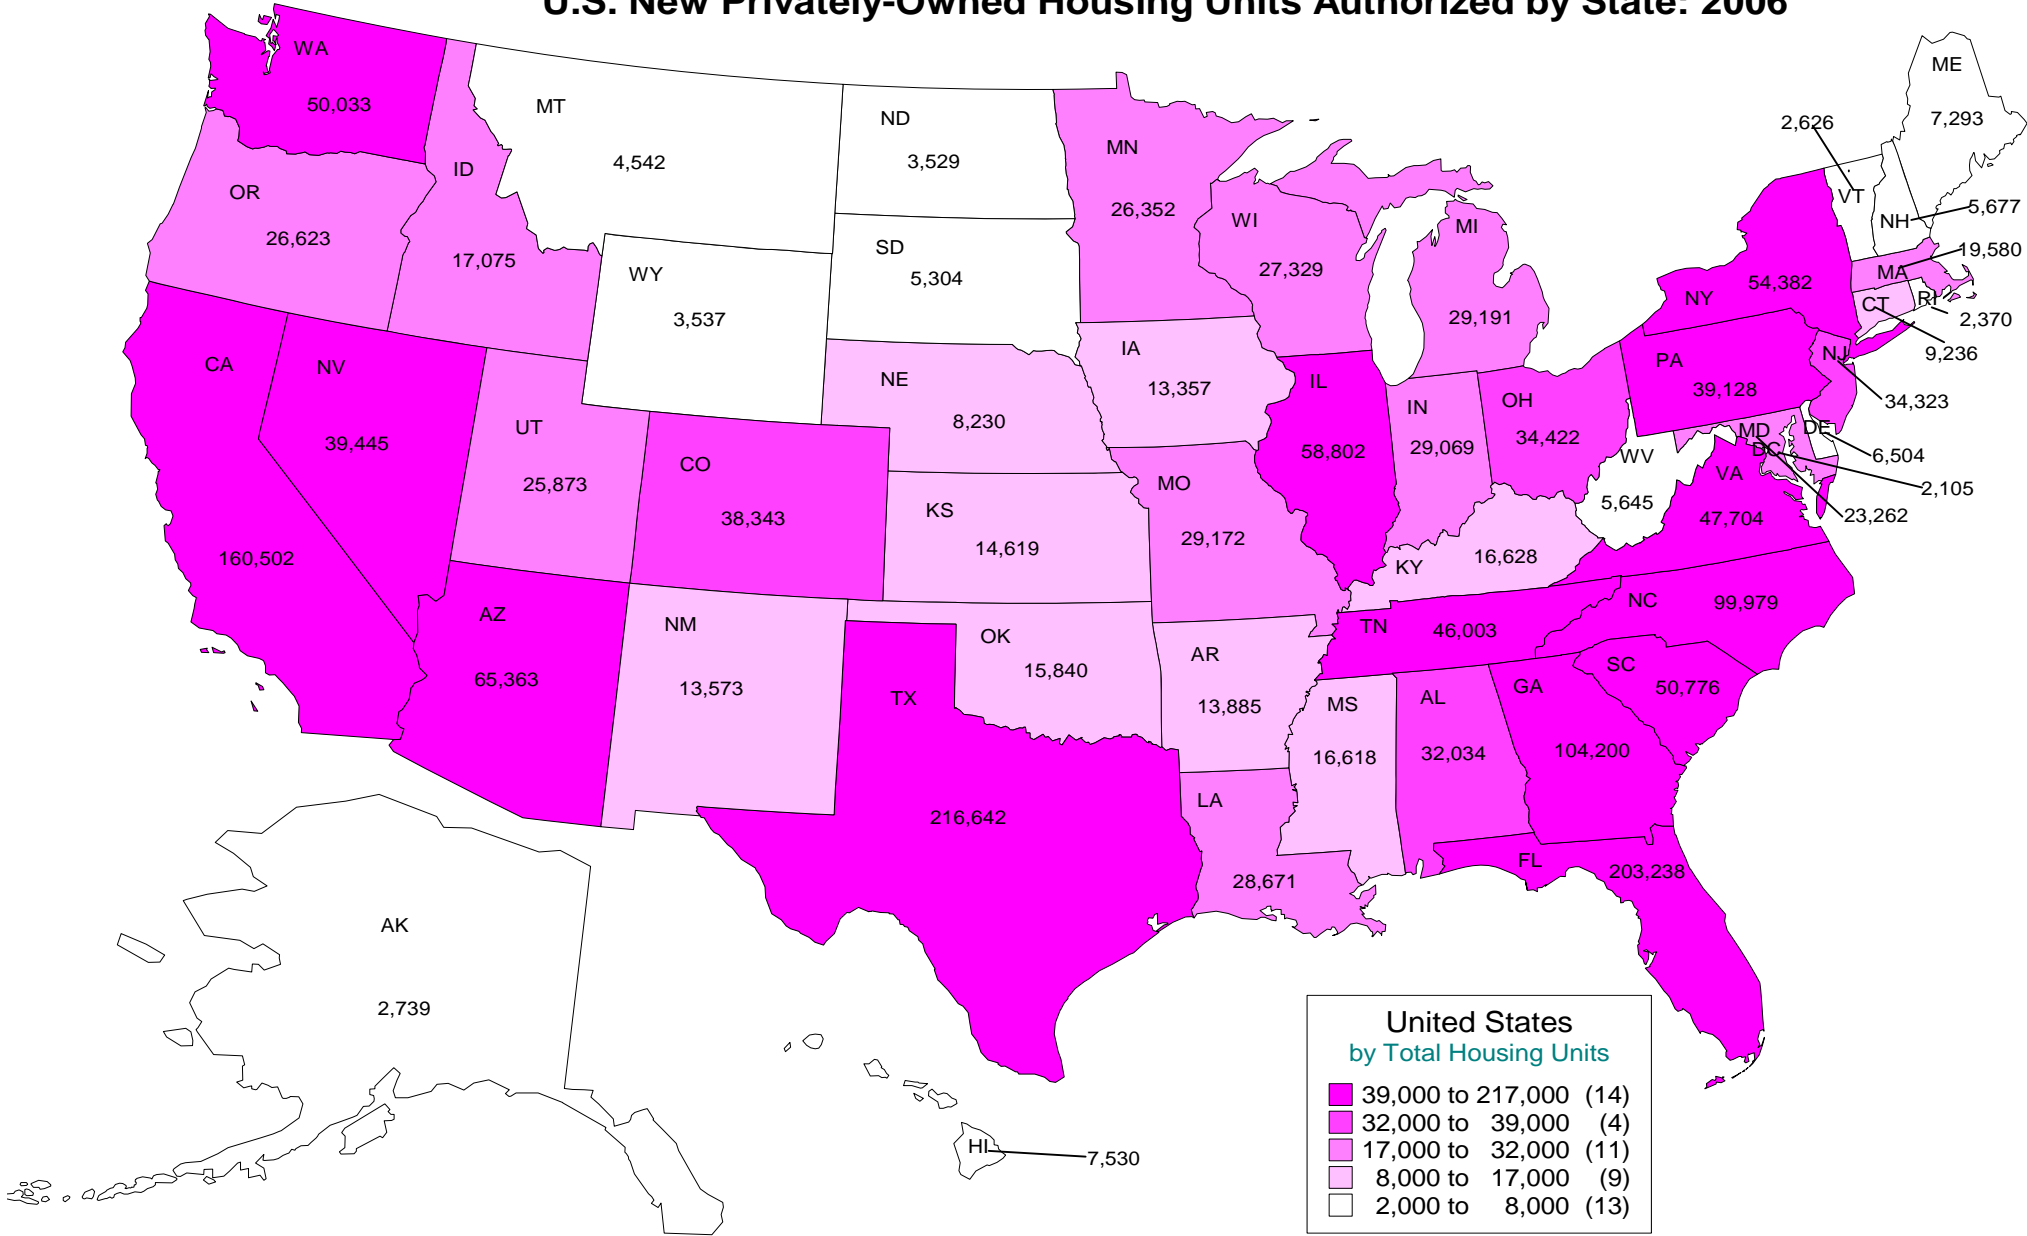 U.S. New Privately-Owned Housing Units Authorized by State: 2006
WA
50,033
MT
4,542
ND
3,529
MN
26,352
ME
7,293
2,626
VT
NH
5,677
19,580
MA
ID
17,075
OR
26,623
WY
3,537
SD
5,304
WI
27,329
MI
29,191
NY
54,382
CT
RI
2,370
9,236
CA
160,502
NV
39,445
UT
25,873
CO
38,343
NE
8,230
IA
13,357
IL
58,802
IN
29,069
OH
34,422
PA
39,128
NJ
34,323
MD
DE
DC
6,504
2,105
23,262
WV
5,645
VA
47,704
KS
14,619
MO
29,172
KY
16,628
AZ
65,363
NM
13,573
OK
15,840
AR
13,885
TN
46,003
NC
99,979
SC
50,776
TX
216,642
LA
28,671
MS
16,618
AL
32,034
GA
104,200
FL
203,238
AK
2,739
HI
7,530
United States
by Total Housing Units
39,000 to 217,000 (14)
32,000 to 39,000 (4)
17,000 to 32,000 (11)
8,000 to 17,000 (9)
2,000 to 8,000 (13)